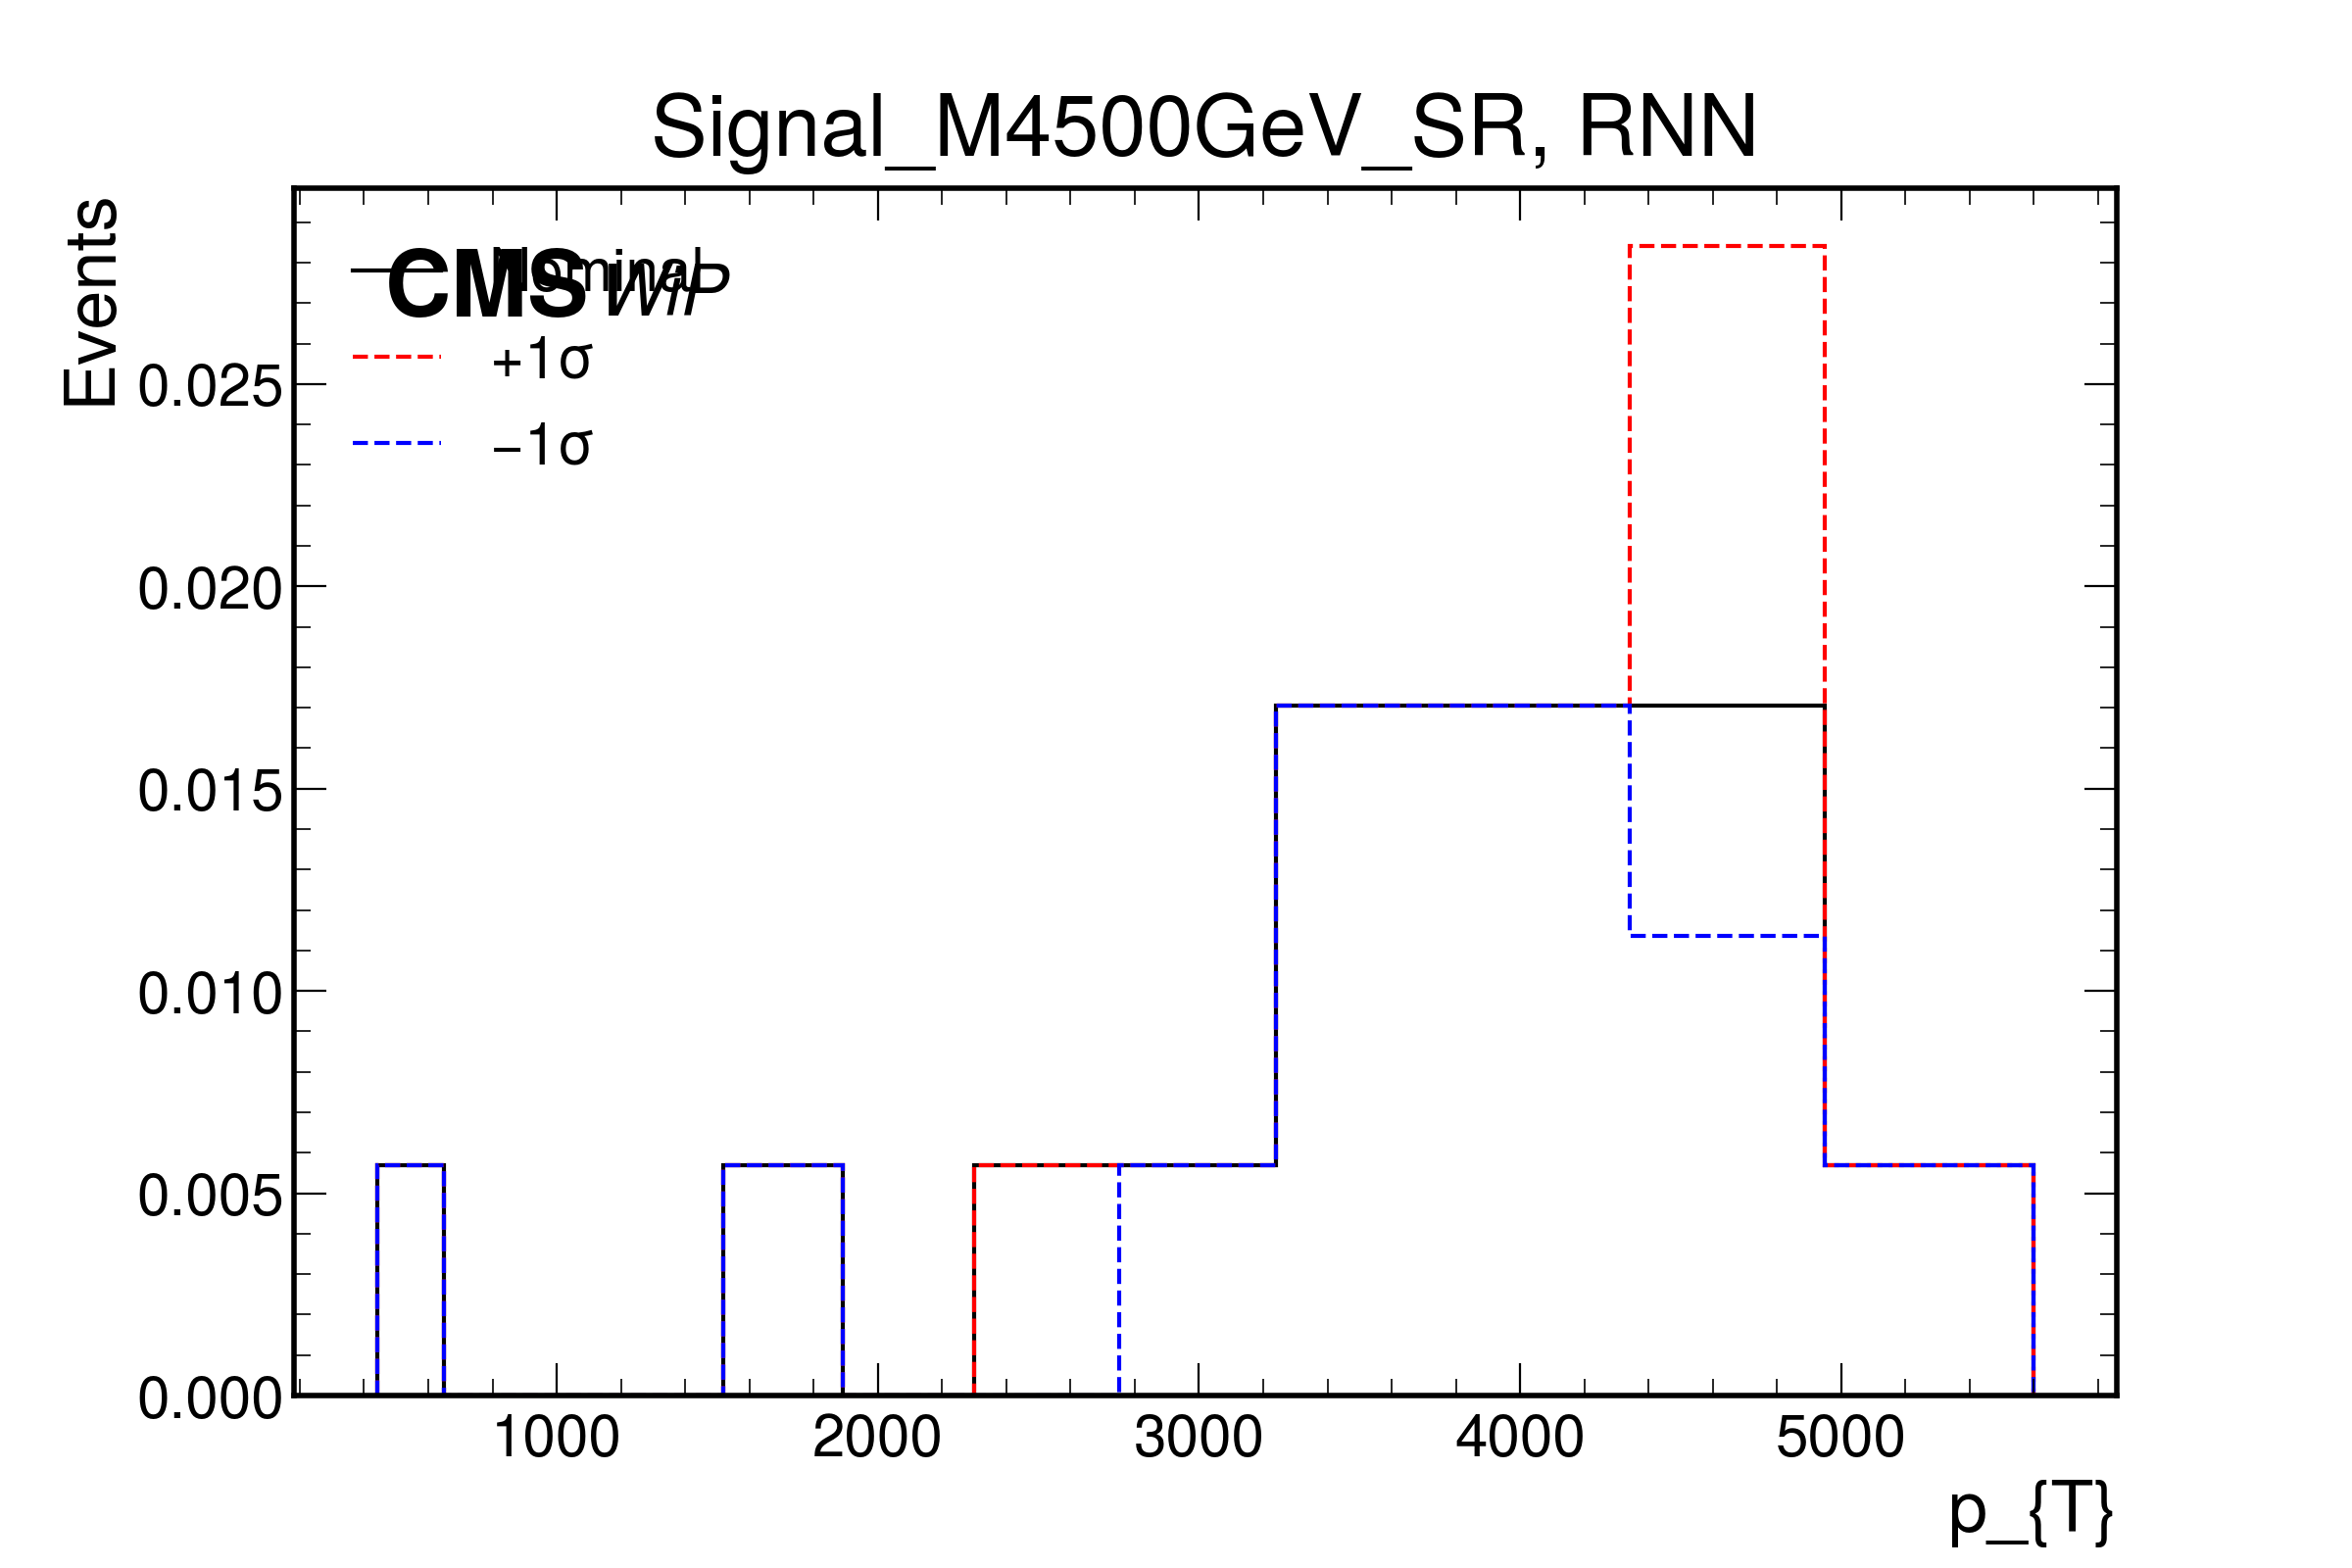 Signal_M4500GeV_SR, RNN
Events
CMS WiP
Nominal
+1σ
−1σ
0.025
0.020
0.015
0.010
0.005
0.000
1000 2000 3000 4000 5000
p_{T}